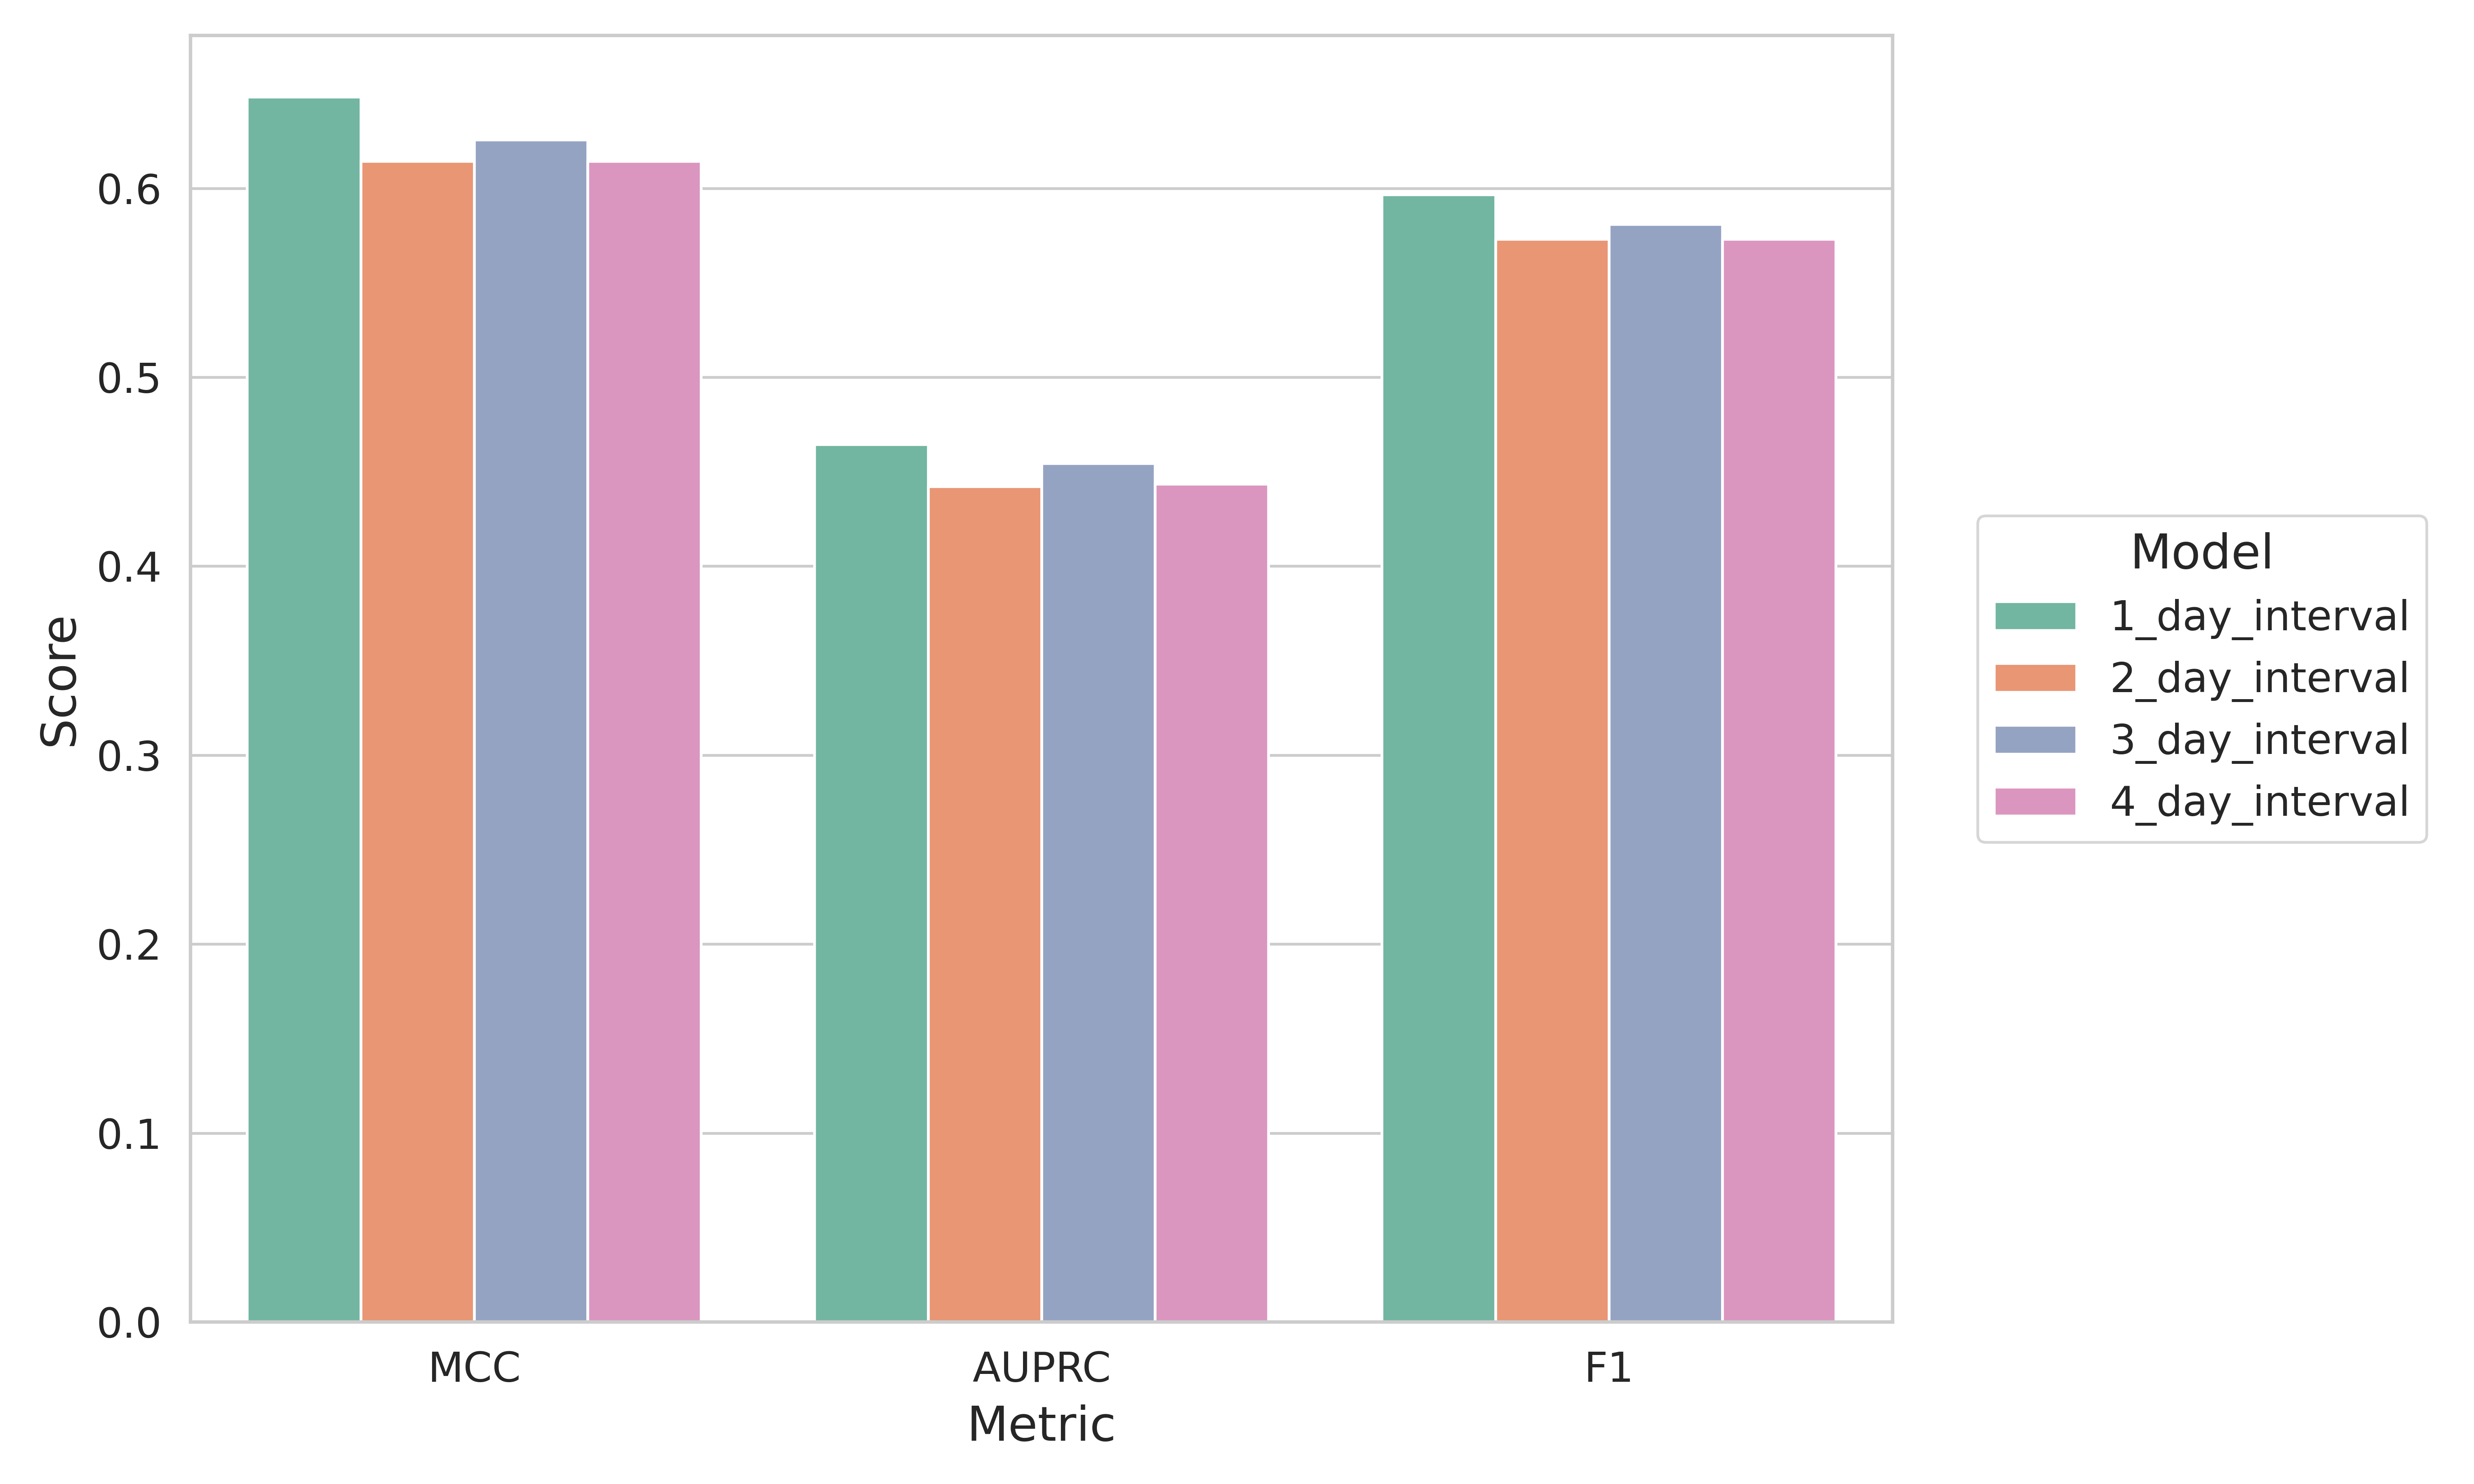 0.6
0.5
0.4
0.3
0.2
0.1
0.0
Score
MCC
AUPRC
F1
Metric
Model
1_day_interval
2_day_interval
3_day_interval
4_day_interval